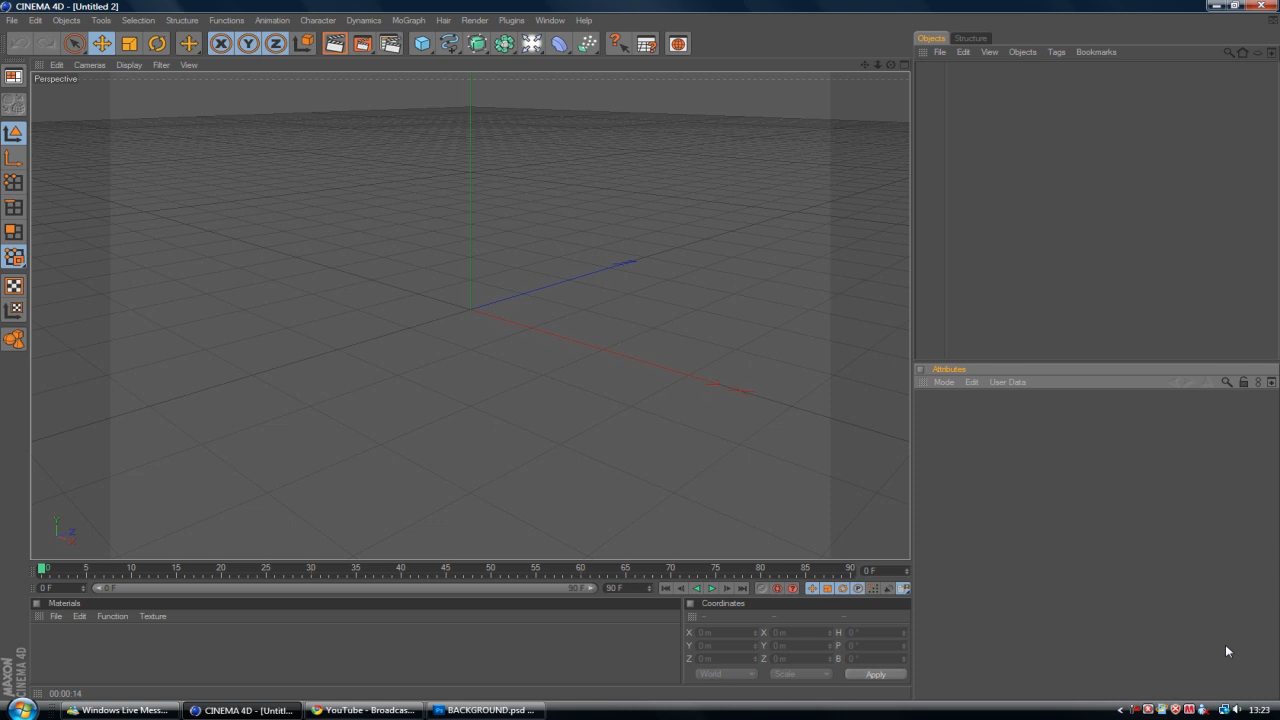 CINEMA 4D - [Untitled 2]
File Edit Objects Tools Selection Structure Functions Animation Character Dynamics MoGraph Hair Render Plugins Window Help
Objects Structure
File Edit View Objects Tags Bookmarks
Edit Cameras Display Filter View
Perspective
Y
Z
X
Attributes
Mode Edit User Data
0 5 10 15 20 25 30 35 40 45 50 55 60 65 70 75 80 85 90 0 F
0 F 0 F 90 F 90 F
Materials
File Edit Function Texture
Coordinates
-- -- --
X 0 m X 0 m H 0 °
Y 0 m Y 0 m P 0 °
Z 0 m Z 0 m B 0 °
World Scale Apply
MAXON
CINEMA 4D
00:00:14
Windows Live Mess... CINEMA 4D - [Untitl... YouTube - Broadcas... BACKGROUND.psd ... 13:23